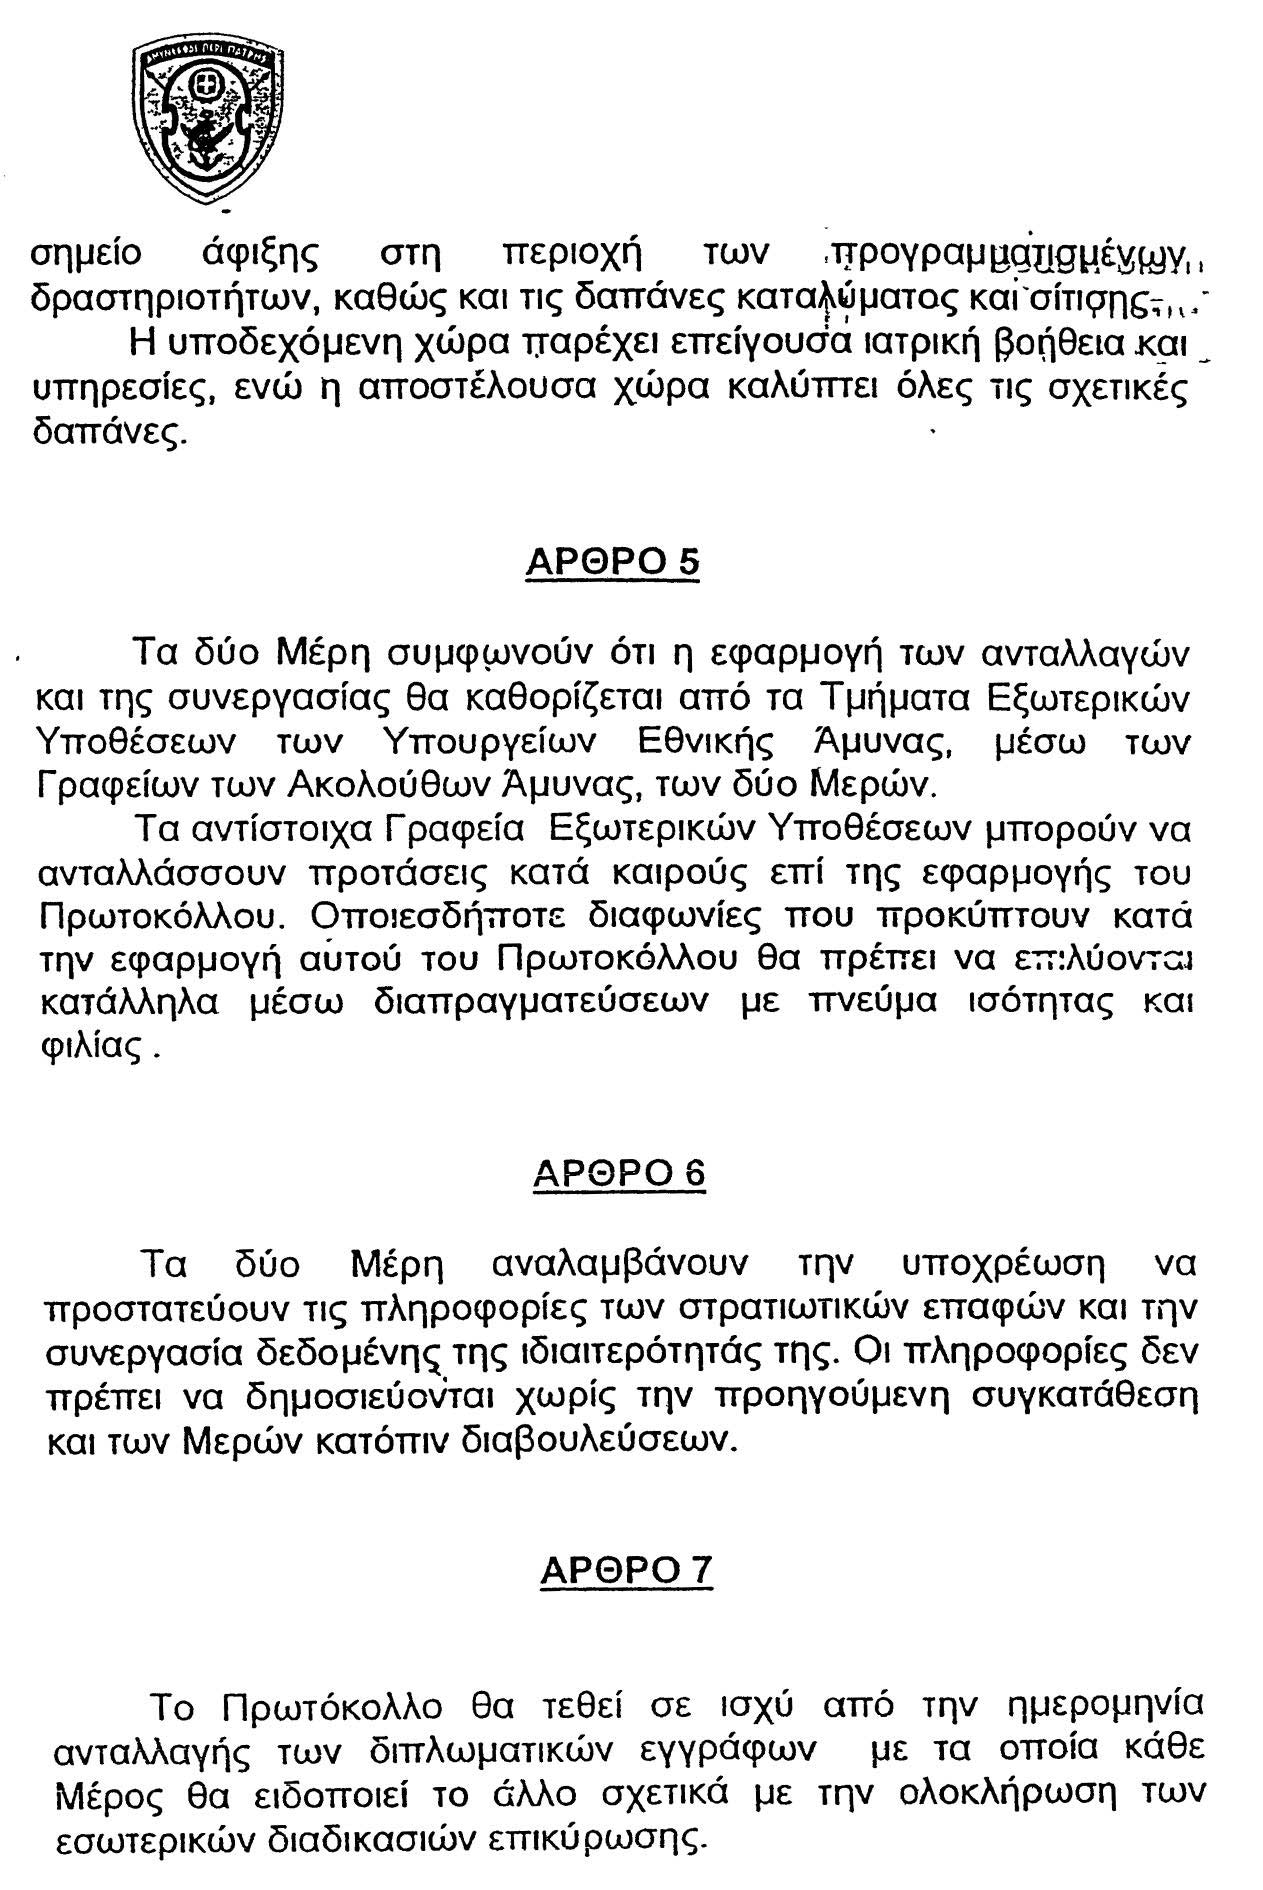 σημείο άφιξης στη περιοχή των προγραμματισμένων
δραστηριοτήτων, καθώς και τις δαπάνες καταλύματος και σίτισης.
Η υποδεχόμενη χώρα παρέχει επείγουσα ιατρική βοήθεια και
υπηρεσίες, ενώ η αποστέλουσα χώρα καλύπτει όλες τις σχετικές
δαπάνες.
ΑΡΘΡΟ 5
Τα δύο Μέρη συμφωνούν ότι η εφαρμογή των ανταλλαγών
και της συνεργασίας θα καθορίζεται από τα Τμήματα Εξωτερικών
Υποθέσεων των Υπουργείων Εθνικής Άμυνας, μέσω των
Γραφείων των Ακολούθων Άμυνας, των δύο Μερών.
Τα αντίστοιχα Γραφεία Εξωτερικών Υποθέσεων μπορούν να
ανταλλάσσουν προτάσεις κατά καιρούς επί της εφαρμογής του
Πρωτοκόλλου. Οποιεσδήποτε διαφωνίες που προκύπτουν κατά
την εφαρμογή αυτού του Πρωτοκόλλου θα πρέπει να επιλύονται
κατάλληλα μέσω διαπραγματεύσεων με πνεύμα ισότητας και
φιλίας .
ΑΡΘΡΟ 6
Τα δύο Μέρη αναλαμβάνουν την υποχρέωση να
προστατεύουν τις πληροφορίες των στρατιωτικών επαφών και την
συνεργασία δεδομένης της ιδιαιτερότητάς της. Οι πληροφορίες δεν
πρέπει να δημοσιεύονται χωρίς την προηγούμενη συγκατάθεση
και των Μερών κατόπιν διαβουλεύσεων.
ΑΡΘΡΟ 7
Το Πρωτόκολλο θα τεθεί σε ισχύ από την ημερομηνία
ανταλλαγής των διπλωματικών εγγράφων με τα οποία κάθε
Μέρος θα ειδοποιεί το άλλο σχετικά με την ολοκλήρωση των
εσωτερικών διαδικασιών επικύρωσης.